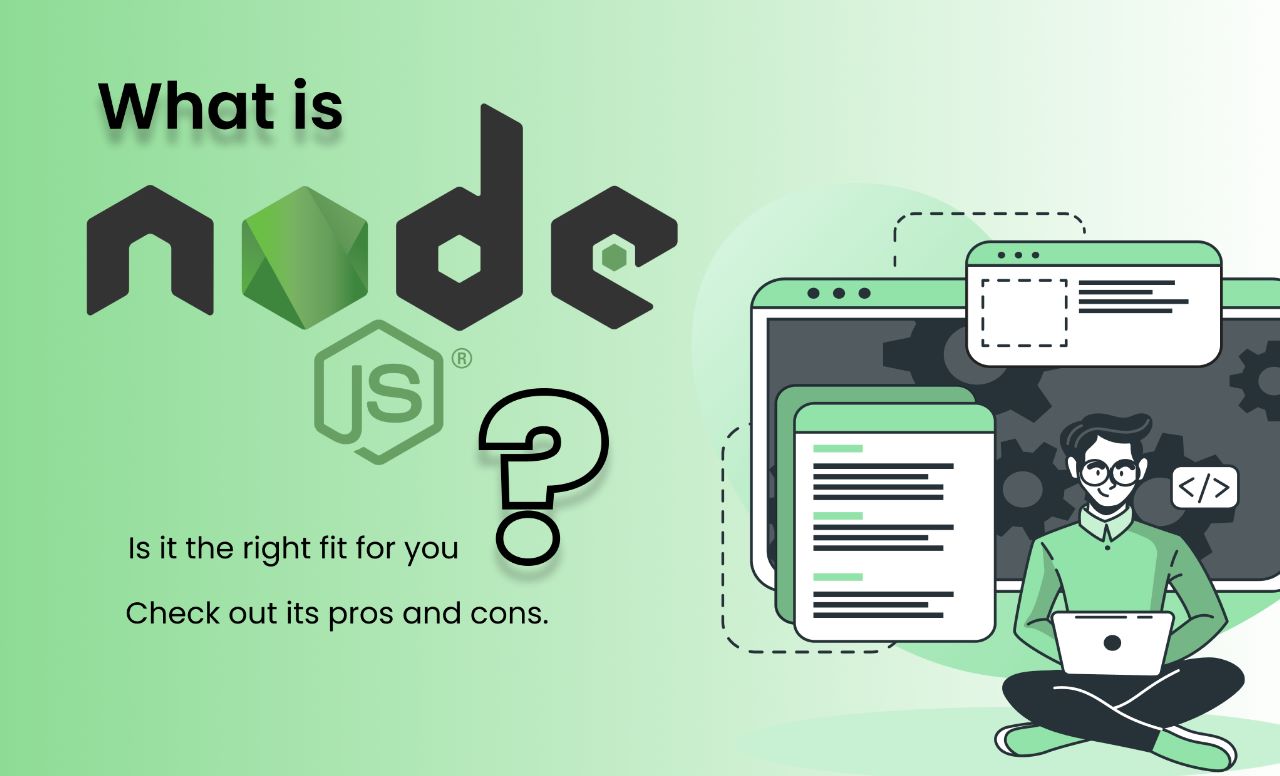 What is
node
JS ®
?
Is it the right fit for you
Check out its pros and cons.
</>